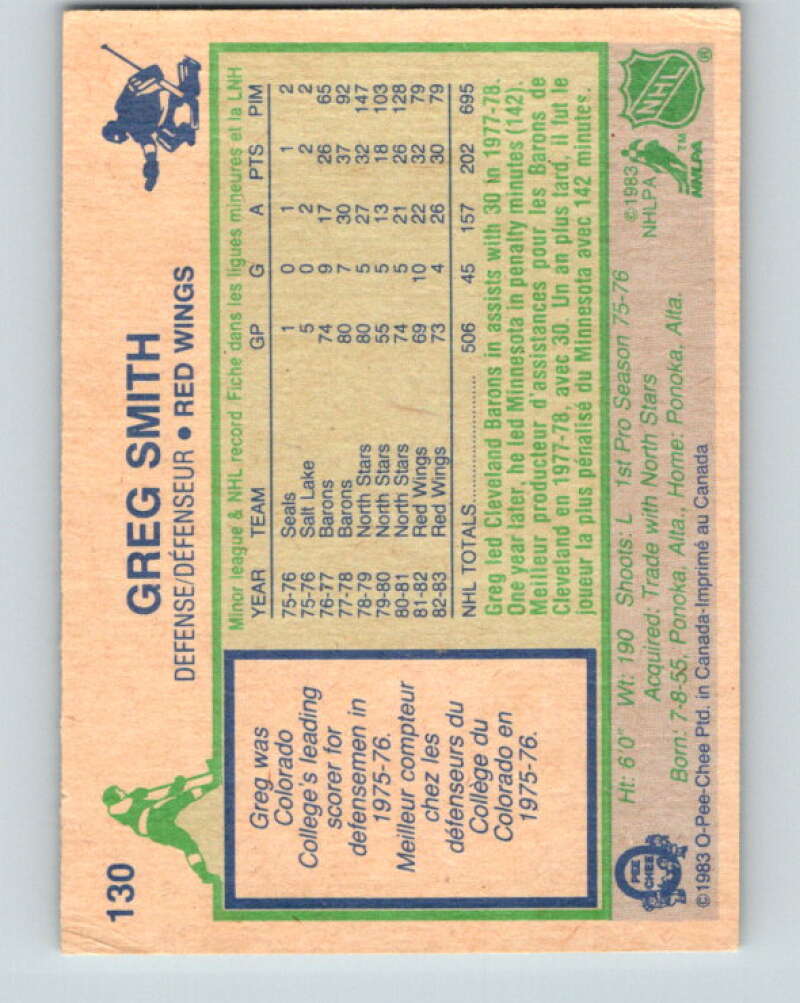 130
GREG SMITH
DEFENSE/DÉFENSEUR • RED WINGS
Greg was
Colorado
College's leading
scorer for
defensemen in
1975-76.
Meilleur compteur
chez les
défenseurs du
Collège du
Colorado en
1975-76.
Minor league & NHL record Fiche dans les ligues mineures et la LNH
YEAR TEAM GP G A PTS PIM
75-76 Seals 1 0 1 1 2
75-76 Salt Lake 5 0 2 2 2
76-77 Barons 74 9 17 26 65
77-78 Barons 80 7 30 37 92
78-79 North Stars 80 5 27 32 147
79-80 North Stars 55 5 13 18 103
80-81 North Stars 74 5 21 26 128
81-82 Red Wings 69 10 22 32 79
82-83 Red Wings 73 4 26 30 79
NHL TOTALS 506 45 157 202 695
Greg led Cleveland Barons in assists with 30 in 1977-78.
One year later, he led Minnesota in penalty minutes (142).
Meilleur producteur d'assistances pour les Barons de
Cleveland en 1977-78, avec 30. Un an plus tard, il fut le
joueur la plus pénalisé du Minnesota avec 142 minutes.
Ht: 6'0" Wt: 190 Shoots: L 1st Pro Season 75-76
Acquired: Trade with North Stars
Born: 7-8-55, Ponoka, Alta., Home: Ponoka, Alta.
©1983 O-Pee-Chee Ptd. in Canada-Imprimé au Canada
O
PEE
CHEE
©1983
NHLPA
NHL
®
TM
NHLPA